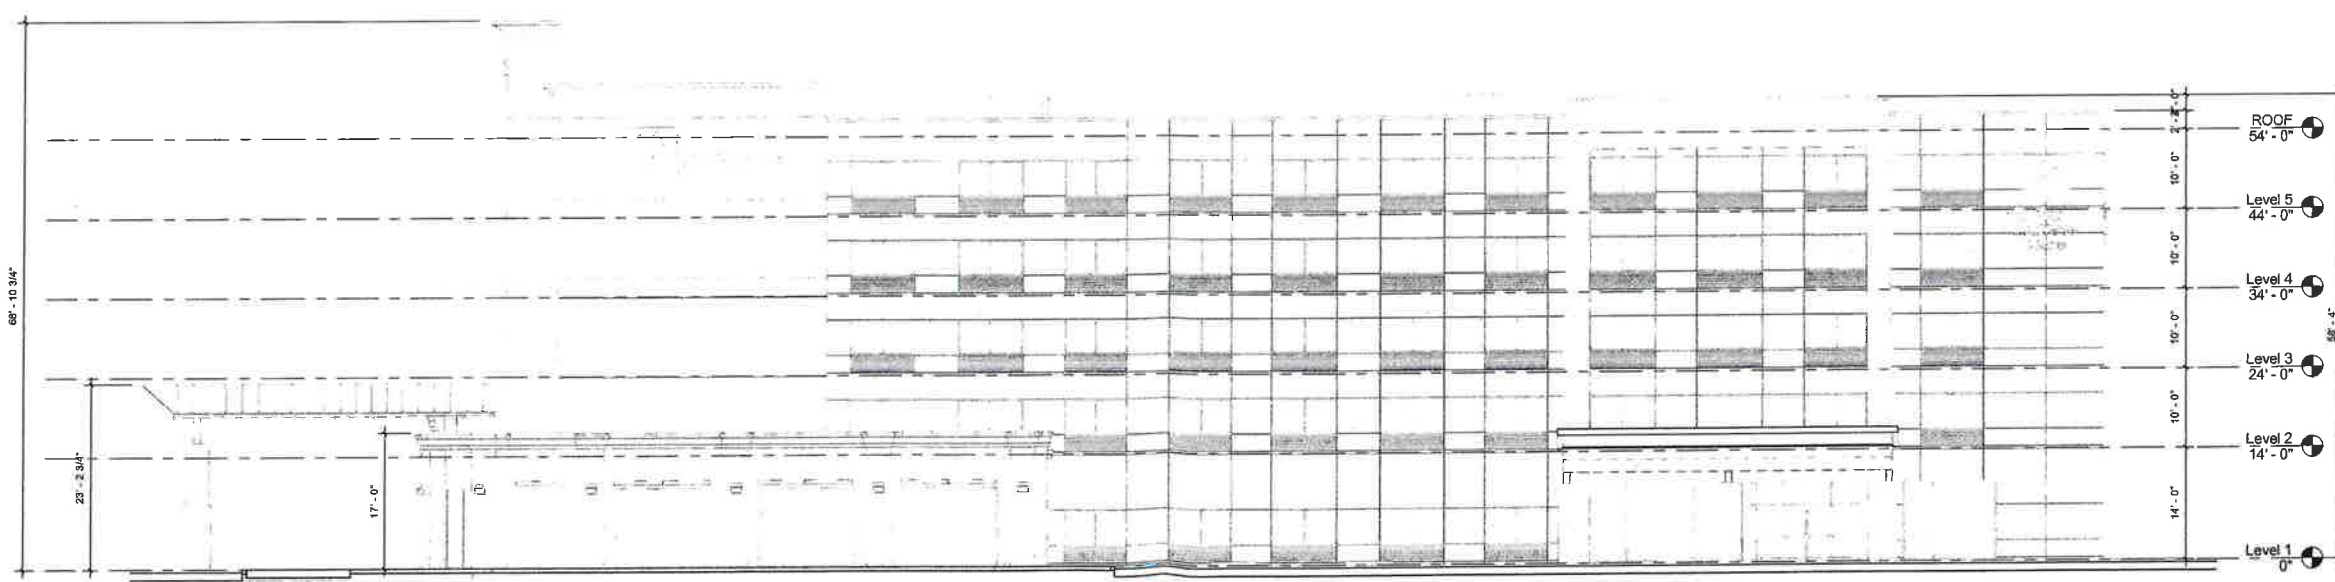 68' - 10 3/4"
23' - 2 3/4"
17' - 0"
ROOF
54' - 0"
Level 5
44' - 0"
Level 4
34' - 0"
Level 3
24' - 0"
Level 2
14' - 0"
Level 1
0"
10' - 0"
10' - 0"
10' - 0"
10' - 0"
14' - 0"
58' - 4"